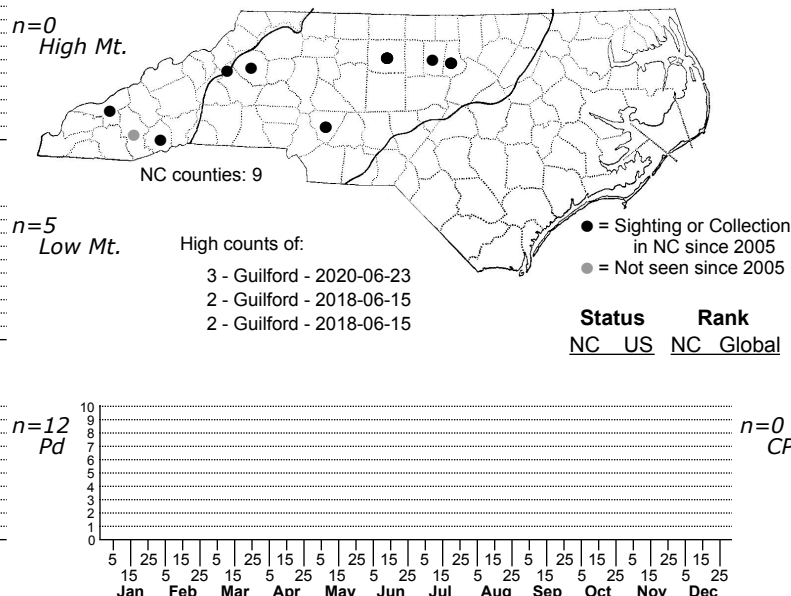 n=0
High Mt.
NC counties: 9
n=5
Low Mt.
High counts of:
3 - Guilford - 2020-06-23
2 - Guilford - 2018-06-15
2 - Guilford - 2018-06-15
● = Sighting or Collection
in NC since 2005
● = Not seen since 2005
Status Rank
NC US NC Global
n=12
Pd
n=0
CP
10
9
8
7
6
5
4
3
2
1
0
5 25 15 5 25 15 5 25 15 5 25 15 5 25 15 5 25 15
15 5 25 15 5 25 15 5 25 15 5 25 15 5 25 15 5 25
Jan Feb Mar Apr May Jun Jul Aug Sep Oct Nov Dec